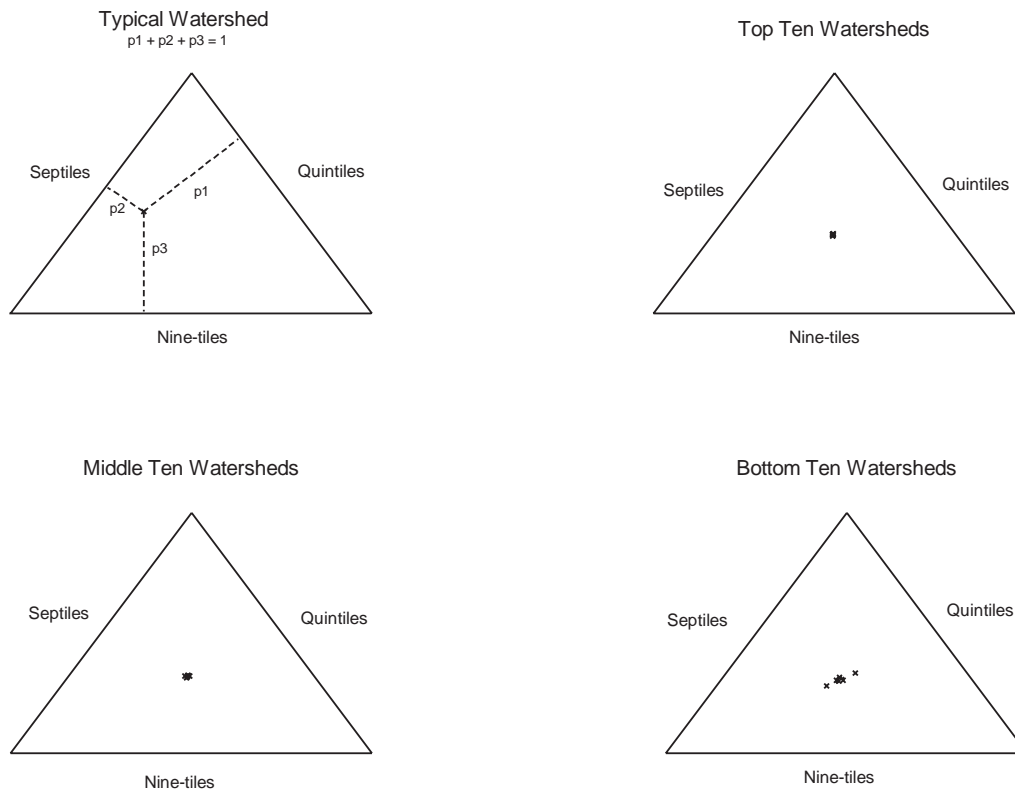 Typical Watershed
p1 + p2 + p3 = 1
Septiles
Quintiles
p1
p2
p3
Nine-tiles
Top Ten Watersheds
Septiles
Quintiles
Nine-tiles
Middle Ten Watersheds
Septiles
Quintiles
Nine-tiles
Bottom Ten Watersheds
Septiles
Quintiles
Nine-tiles